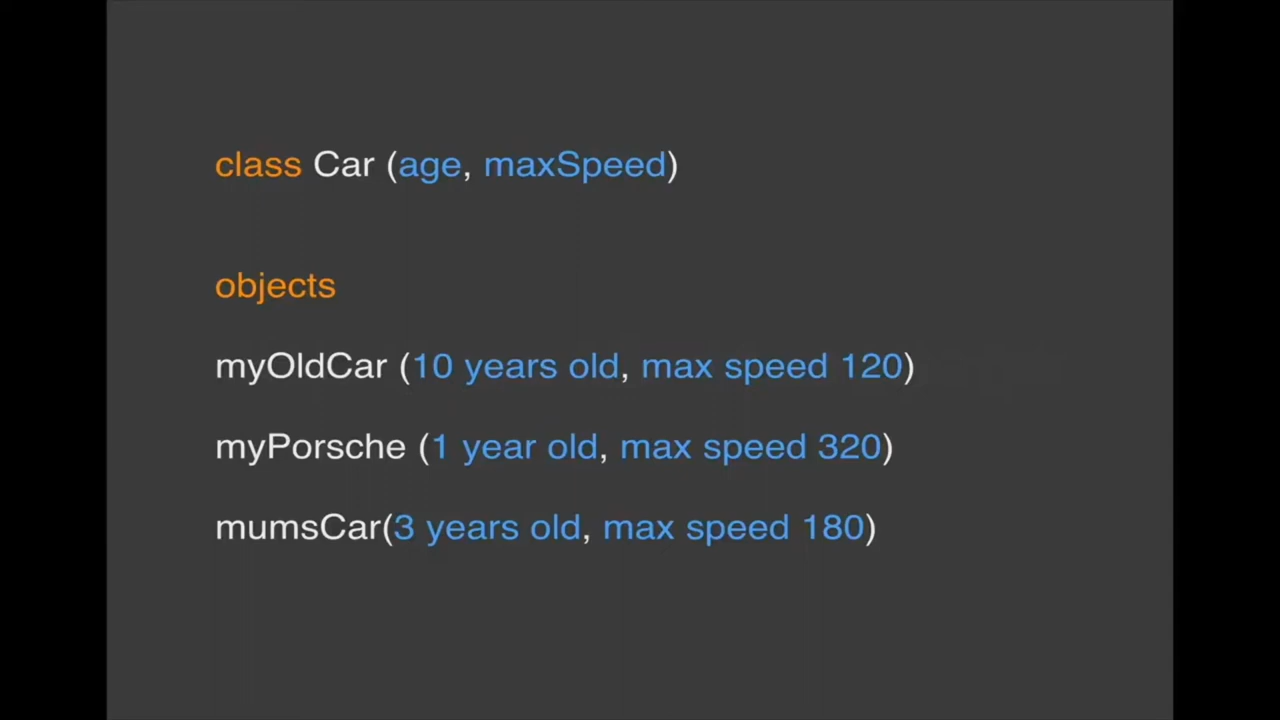 class Car (age, maxSpeed)
objects
myOldCar (10 years old, max speed 120)
myPorsche (1 year old, max speed 320)
mumsCar(3 years old, max speed 180)